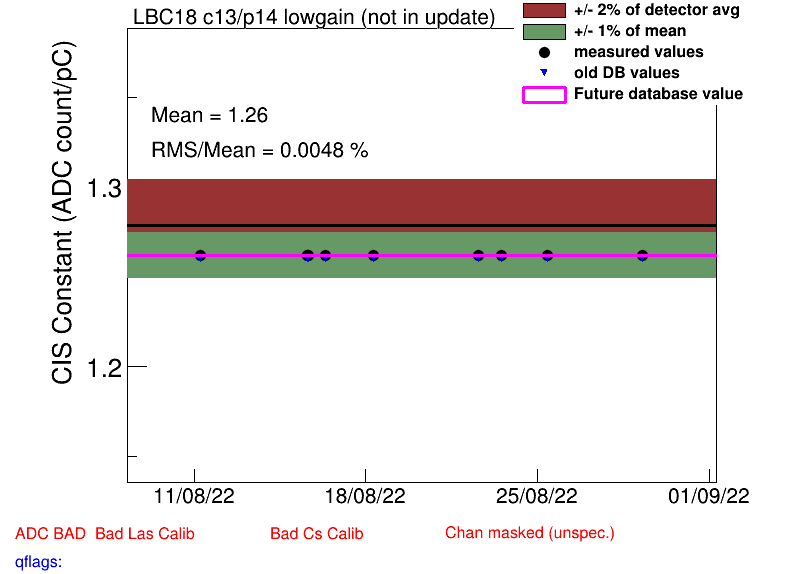 LBC18 c13/p14 lowgain (not in update)
+/- 2% of detector avg
+/- 1% of mean
measured values
old DB values
Future database value
Mean = 1.26
RMS/Mean = 0.0048 %
CIS Constant (ADC count/pC)
1.3
1.2
11/08/22 18/08/22 25/08/22 01/09/22
ADC BAD Bad Las Calib Bad Cs Calib Chan masked (unspec.)
qflags: